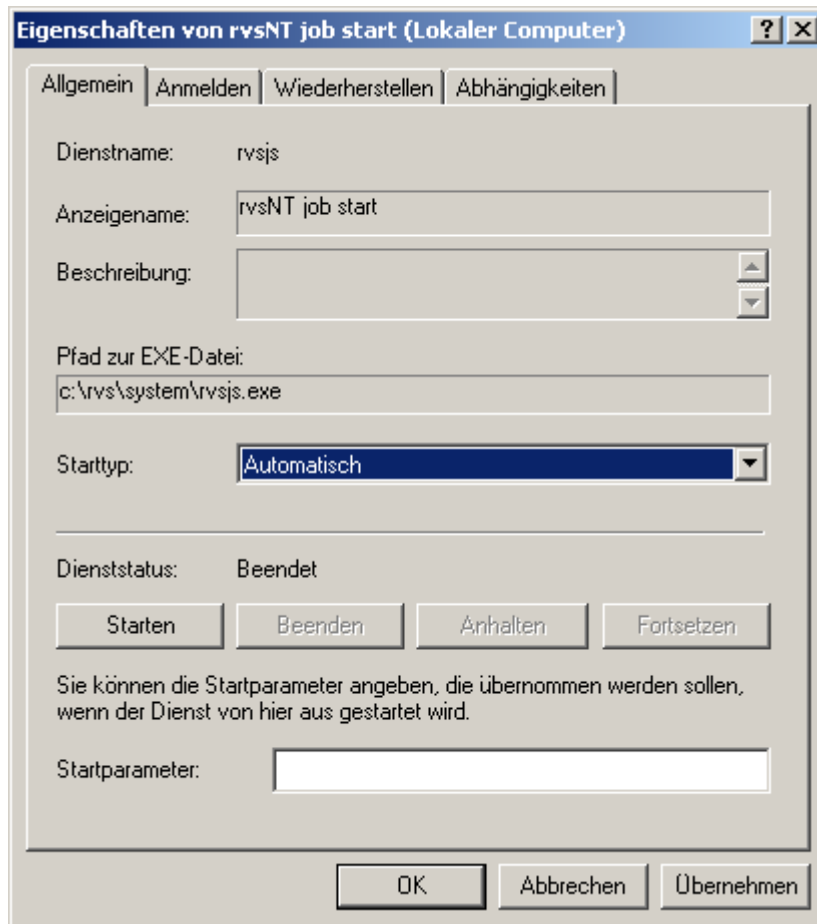 Eigenschaften von rvsNT job start (Lokaler Computer)
Allgemein Anmelden Wiederherstellen Abhängigkeiten
Dienstname: rvsjs
Anzeigename: rvsNT job start
Beschreibung:
Pfad zur EXE-Datei:
c:\rvs\system\rvsjs.exe
Starttyp: Automatisch
Dienststatus: Beendet
Starten Beenden Anhalten Fortsetzen
Sie können die Startparameter angeben, die übernommen werden sollen,
wenn der Dienst von hier aus gestartet wird.
Startparameter:
OK Abbrechen Übernehmen